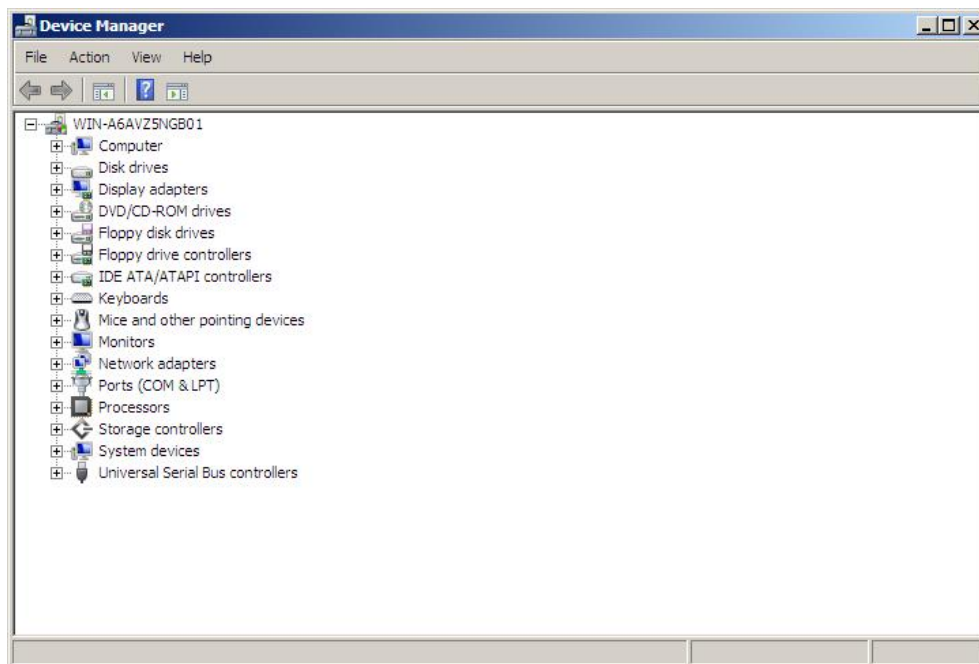 Device Manager
File Action View Help
WIN-A6AVZ5NGB01
Computer
Disk drives
Display adapters
DVD/CD-ROM drives
Floppy disk drives
Floppy drive controllers
IDE ATA/ATAPI controllers
Keyboards
Mice and other pointing devices
Monitors
Network adapters
Ports (COM & LPT)
Processors
Storage controllers
System devices
Universal Serial Bus controllers